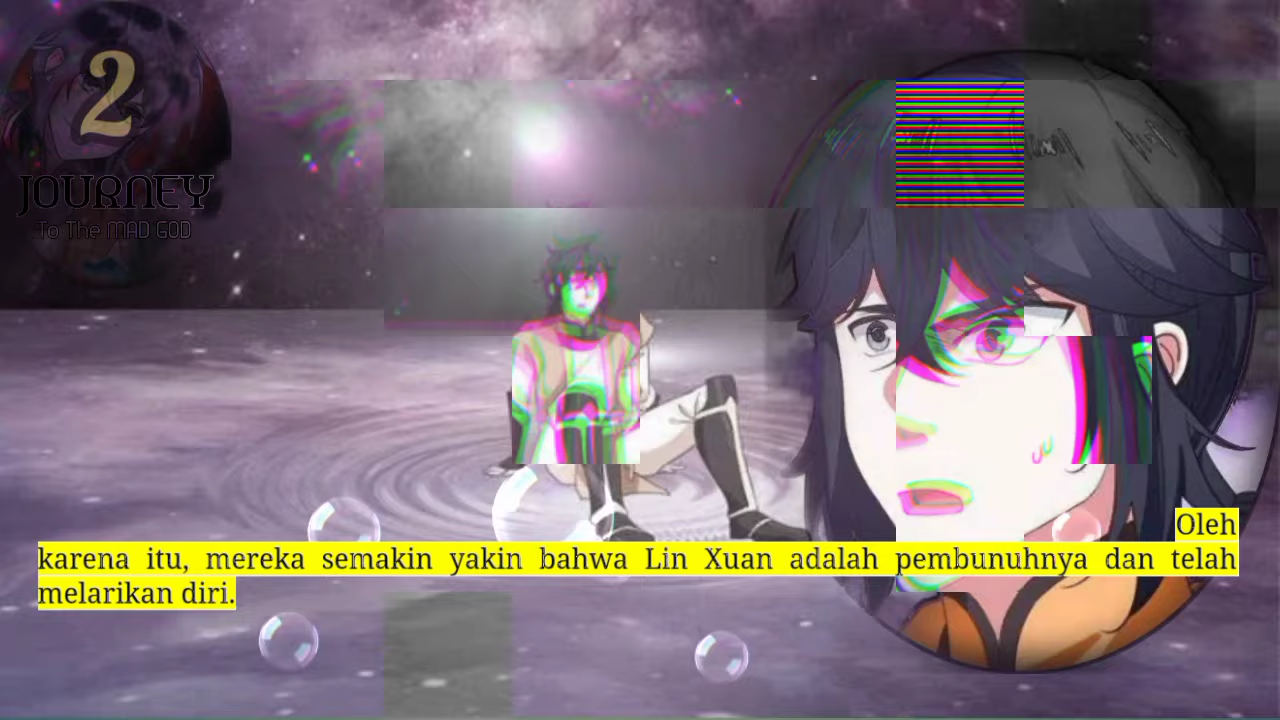 2
JOURNEY
To The MAD GOD
Oleh
karena itu, mereka semakin yakin bahwa Lin Xuan adalah pembunuhnya dan telah
melarikan diri.